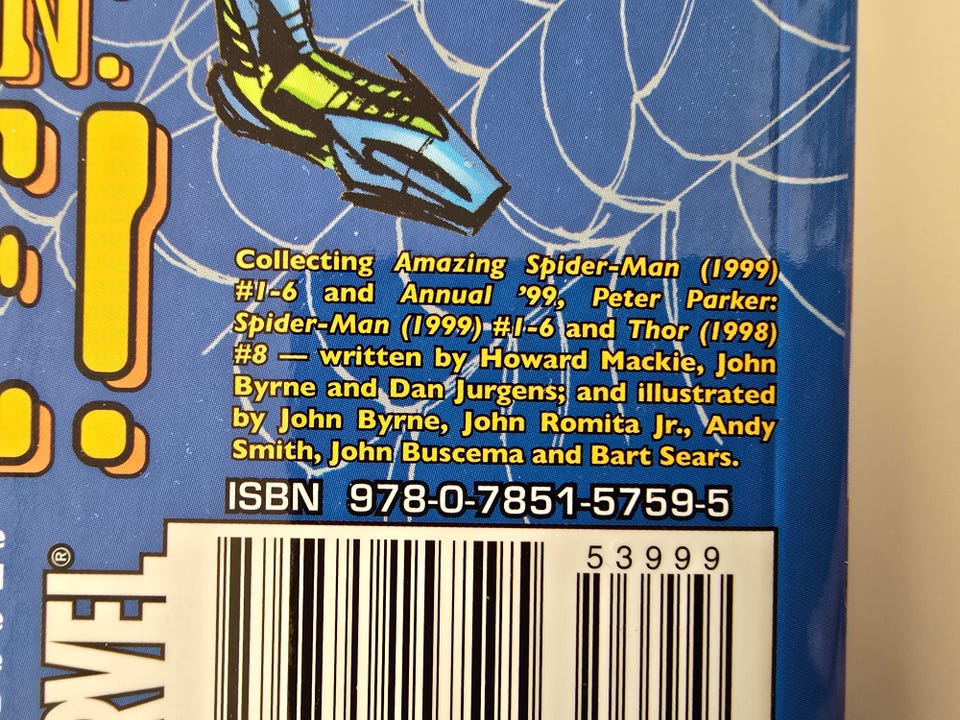 N.
!
Collecting Amazing Spider-Man (1999)
#1-6 and Annual '99, Peter Parker:
Spider-Man (1999) #1-6 and Thor (1998)
#8 — written by Howard Mackie, John
Byrne and Dan Jurgens; and illustrated
by John Byrne, John Romita Jr., Andy
Smith, John Buscema and Bart Sears.
ISBN 978-0-7851-5759-5
53999
RVEL®